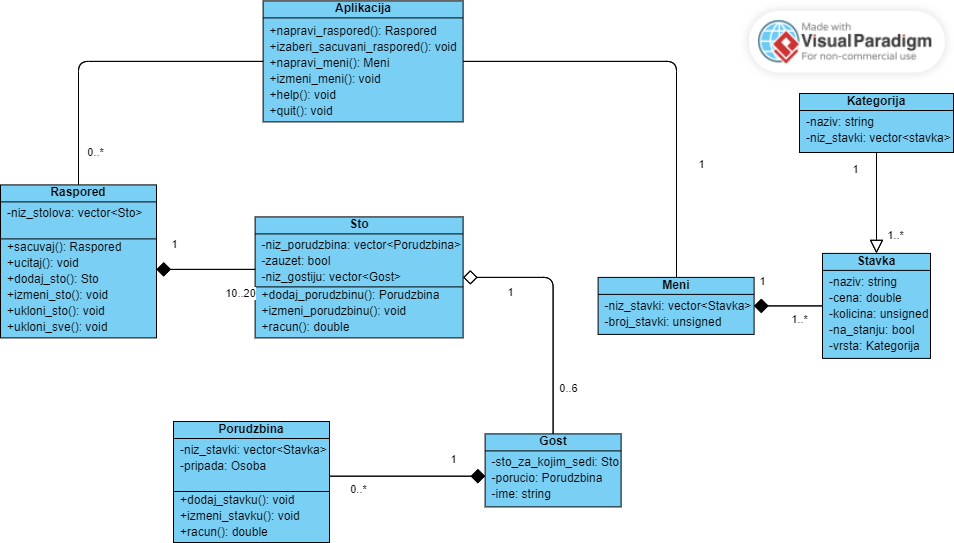 Aplikacija
+napravi_raspored(): Raspored
+izaberi_sacuvani_raspored(): void
+napravi_meni(): Meni
+izmeni_meni(): void
+help(): void
+quit(): void
Made with
VisualParadigm
For non-commercial use
Kategorija
-naziv: string
-niz_stavki: vector<stavka>
0..*
1
1
1..*
Raspored
-niz_stolova: vector<Sto>
+sacuvaj(): Raspored
+ucitaj(): void
+dodaj_sto(): Sto
+izmeni_sto(): void
+ukloni_sto(): void
+ukloni_sve(): void
1
10..20
Sto
-niz_porudzbina: vector<Porudzbina>
-zauzet: bool
-niz_gostiju: vector<Gost>
+dodaj_porudzbinu(): Porudzbina
+izmeni_porudzbinu(): void
+racun(): double
1
0..6
Meni
-niz_stavki: vector<Stavka>
-broj_stavki: unsigned
1
1..*
Stavka
-naziv: string
-cena: double
-kolicina: unsigned
-na_stanju: bool
-vrsta: Kategorija
Porudzbina
-niz_stavki: vector<Stavka>
-pripada: Osoba
+dodaj_stavku(): void
+izmeni_stavku(): void
+racun(): double
1
0..*
Gost
-sto_za_kojim_sedi: Sto
-porucio: Porudzbina
-ime: string